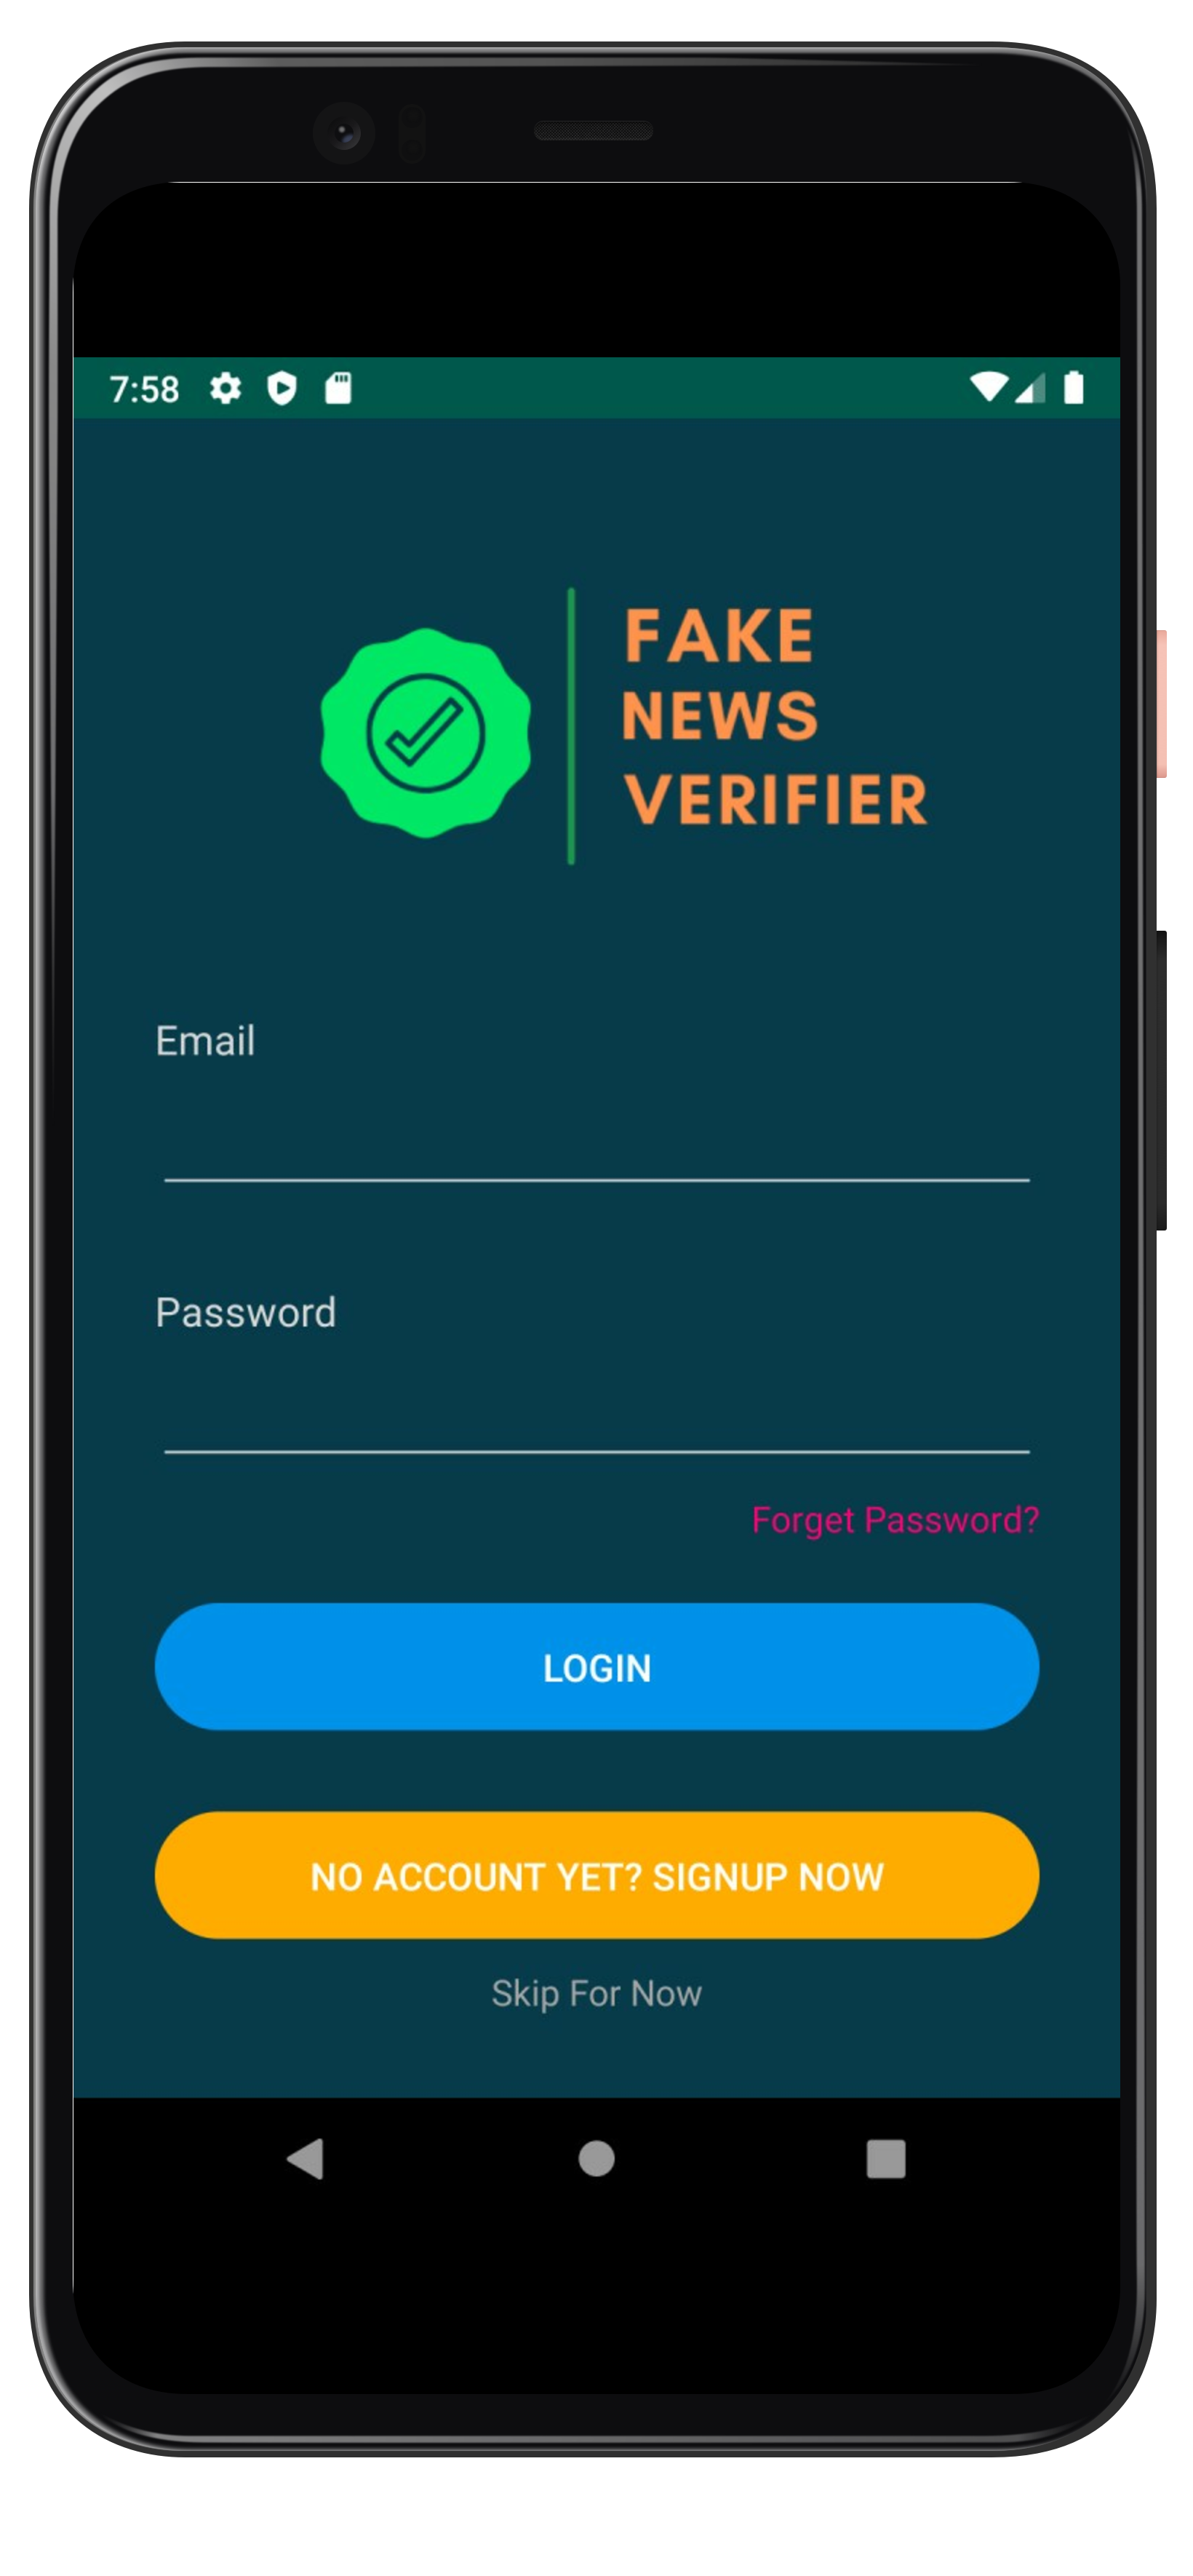 7:58
FAKE
NEWS
VERIFIER
Email
Password
Forget Password?
LOGIN
NO ACCOUNT YET? SIGNUP NOW
Skip For Now